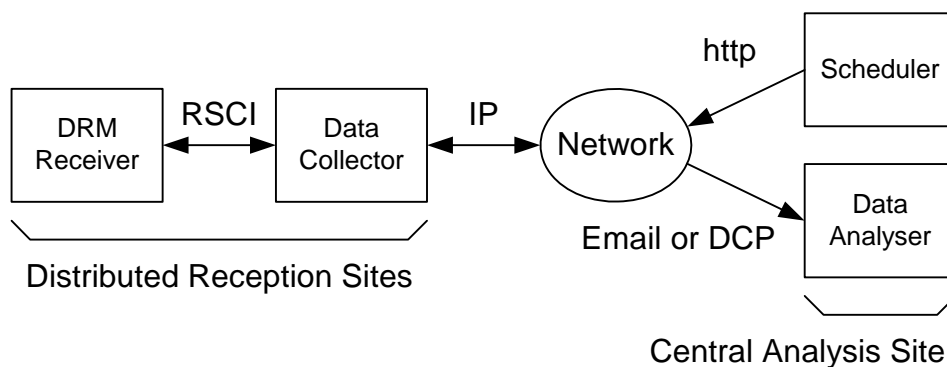 http
Scheduler
DRM
Receiver
RSCI
Data
Collector
IP
Network
Data
Analyser
Email or DCP
Distributed Reception Sites
Central Analysis Site